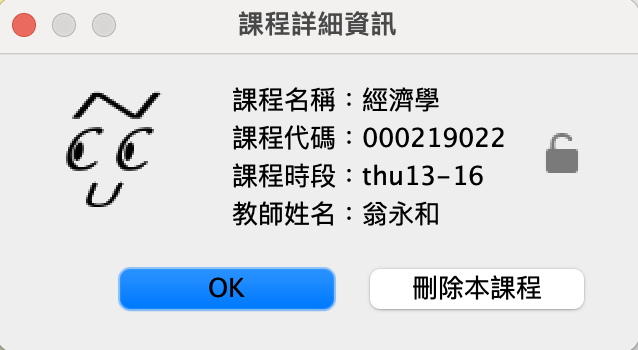 課程詳細資訊
課程名稱：經濟學
課程代碼：000219022
課程時段：thu13-16
教師姓名：翁永和
OK
刪除本課程